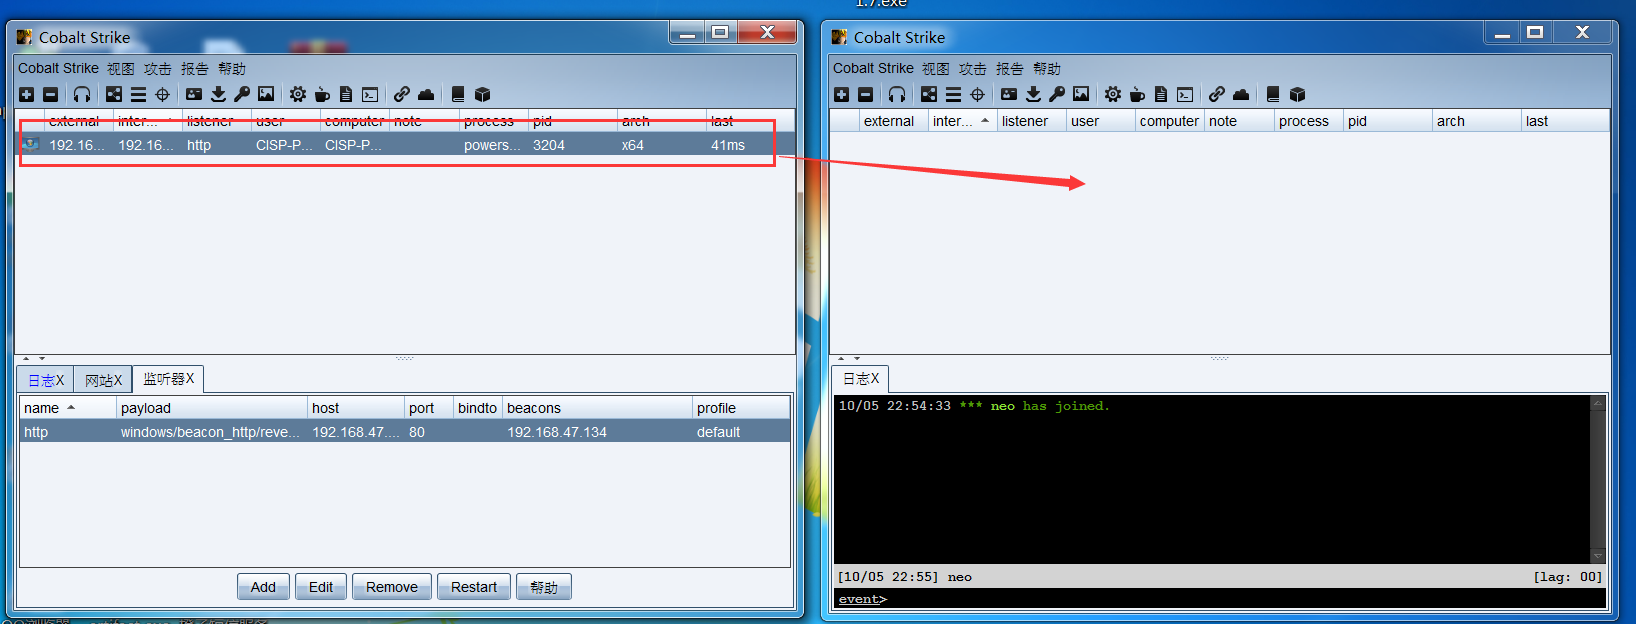 1.7.exe
Cobalt Strike
Cobalt Strike 视图 攻击 报告 帮助
external inter... listener user computer note process pid arch last
192.16... 192.16... http CISP-P... CISP-P... powers... 3204 x64 41ms
日志X 网站X 监听器X
name payload host port bindto beacons profile
http windows/beacon_http/reve... 192.168.47.... 80 192.168.47.134 default
Add Edit Remove Restart 帮助
Cobalt Strike
Cobalt Strike 视图 攻击 报告 帮助
external inter... listener user computer note process pid arch last
日志X
10/05 22:54:33 *** neo has joined.
[10/05 22:55] neo [lag: 00]
event>